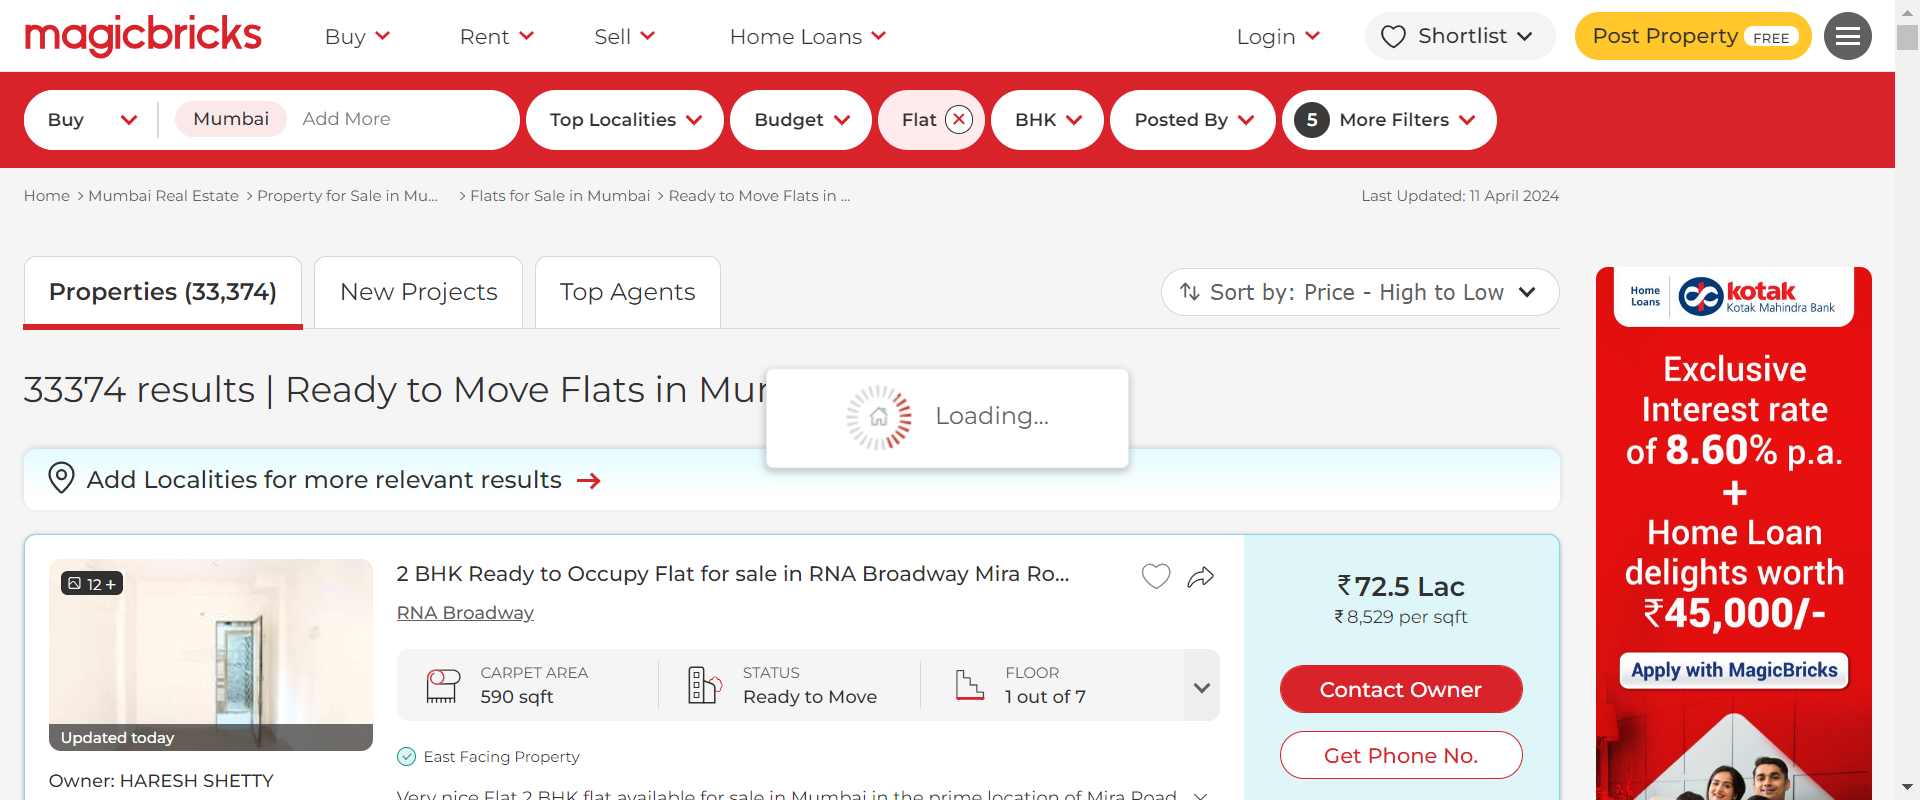 magicbricks
Buy
Rent
Sell
Home Loans
Login
Shortlist
Post Property FREE
Buy
Mumbai
Add More
Top Localities
Budget
Flat
BHK
Posted By
5 More Filters
Home
Mumbai Real Estate
Property for Sale in Mu...
Flats for Sale in Mumbai
Ready to Move Flats in ...
Last Updated: 11 April 2024
Properties (33,374)
New Projects
Top Agents
Sort by: Price - High to Low
33374 results | Ready to Move Flats in
Loading...
Add Localities for more relevant results
12 +
Updated today
Owner: HARESH SHETTY
2 BHK Ready to Occupy Flat for sale in RNA Broadway Mira Ro...
RNA Broadway
CARPET AREA
590 sqft
STATUS
Ready to Move
FLOOR
1 out of 7
East Facing Property
Very nice Flat 2 BHK flat available for sale in Mumbai in the prime location of Mira Road
₹72.5 Lac
₹8,529 per sqft
Contact Owner
Get Phone No.
Home
Loans
kotak
Kotak Mahindra Bank
Exclusive
Interest rate
of 8.60% p.a.
+
Home Loan
delights worth
₹45,000/-
Apply with MagicBricks